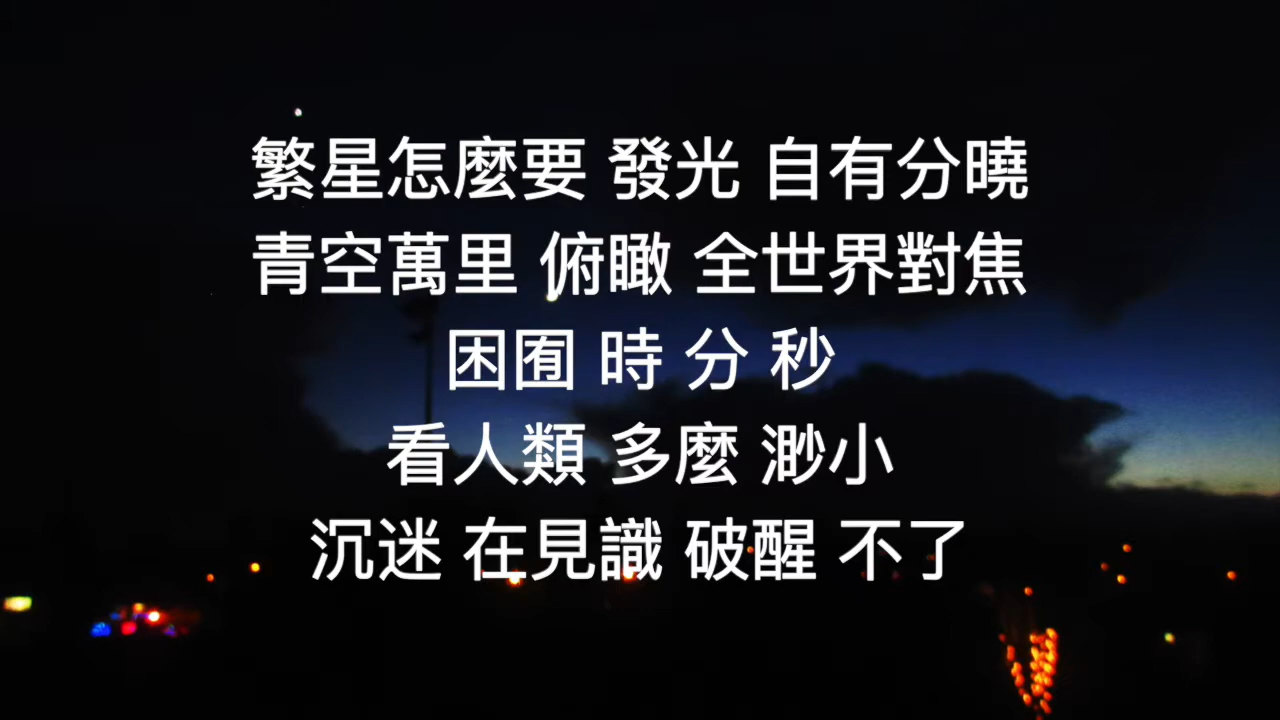 繁星怎麼要 發光 自有分曉
青空萬里 俯瞰 全世界對焦
困囿 時 分 秒
看人類 多麼 渺小
沉迷 在見識 破醒 不了